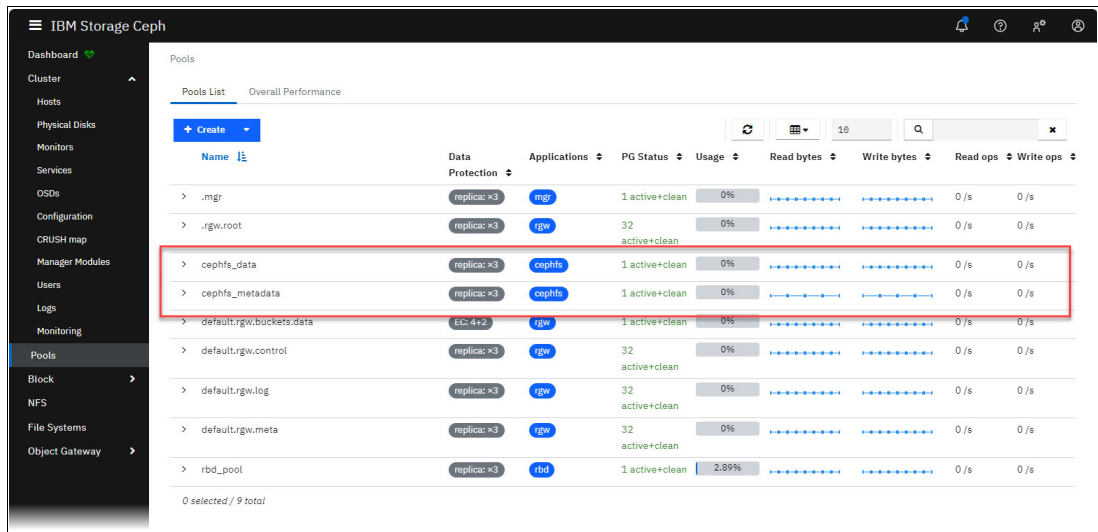 IBM Storage Ceph
Dashboard
Cluster
Hosts
Physical Disks
Monitors
Services
OSDs
Configuration
CRUSH map
Manager Modules
Users
Logs
Monitoring
Pools
Block
NFS
File Systems
Object Gateway
Pools
Pools List Overall Performance
+ Create 10
Name Data Protection Applications PG Status Usage Read bytes Write bytes Read ops Write ops
.mgr replica: ×3 mgr 1 active+clean 0% 0 /s 0 /s
.rgw.root replica: ×3 rgw 32 active+clean 0% 0 /s 0 /s
cephfs_data replica: ×3 cephfs 1 active+clean 0% 0 /s 0 /s
cephfs_metadata replica: ×3 cephfs 1 active+clean 0% 0 /s 0 /s
default.rgw.buckets.data EC: 4+2 rgw 1 active+clean 0% 0 /s 0 /s
default.rgw.control replica: ×3 rgw 32 active+clean 0% 0 /s 0 /s
default.rgw.log replica: ×3 rgw 32 active+clean 0% 0 /s 0 /s
default.rgw.meta replica: ×3 rgw 32 active+clean 0% 0 /s 0 /s
rbd_pool replica: ×3 rbd 1 active+clean 2.89% 0 /s 0 /s
0 selected / 9 total